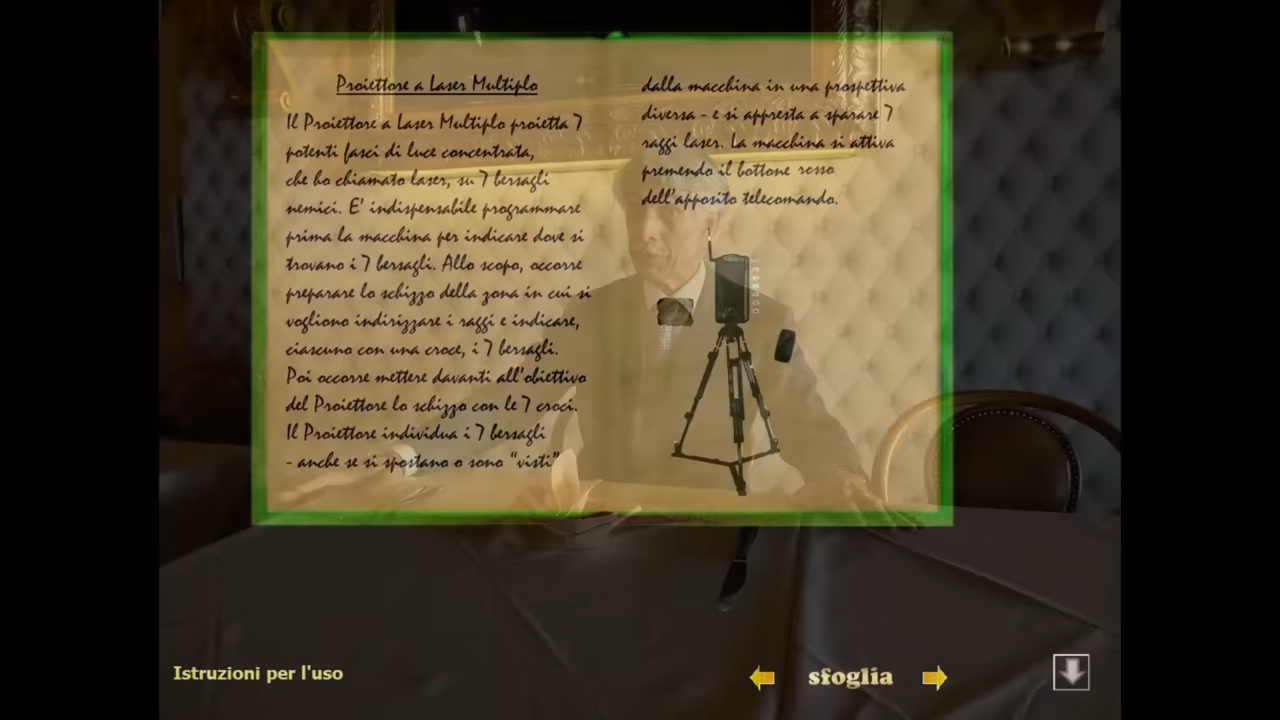 Proiettore a Laser Multiplo
Il Proiettore a Laser Multiplo proietta 7
potenti fasci di luce concentrata,
che ho chiamato laser, su 7 bersagli
nemici. E' indispensabile programmare
prima la macchina per indicare dove si
trovano i 7 bersagli. Allo scopo, occorre
preparare lo schizzo della zona in cui si
vogliono indirizzare i raggi e indicare,
ciascuno con una croce, i 7 bersagli.
Poi occorre mettere davanti all'obiettivo
del Proiettore lo schizzo con le 7 croci.
Il Proiettore individua i 7 bersagli
- anche se si spostano o sono "visti"
dalla macchina in una prospettiva
diversa - e si appresta a sparare 7
raggi laser. La macchina si attiva
premendo il bottone rosso
dell'apposito telecomando.
Istruzioni per l'uso
sfoglia